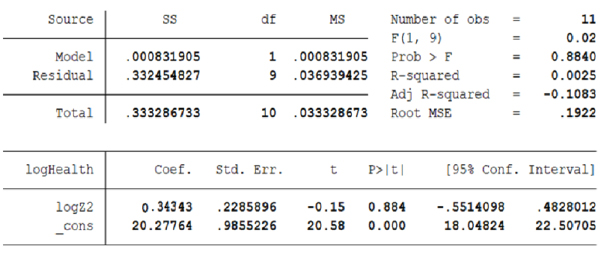 Source SS df MS Number of obs = 11
F(1, 9) = 0.02
Model .000831905 1 .000831905 Prob > F = 0.8840
Residual .332454827 9 .036939425 R-squared = 0.0025
Adj R-squared = -0.1083
Total .333286733 10 .033328673 Root MSE = .1922
logHealth Coef. Std. Err. t P>|t| [95% Conf. Interval]
logZ2 0.34343 .2285896 -0.15 0.884 -.5514098 .4828012
_cons 20.27764 .9855226 20.58 0.000 18.04824 22.50705